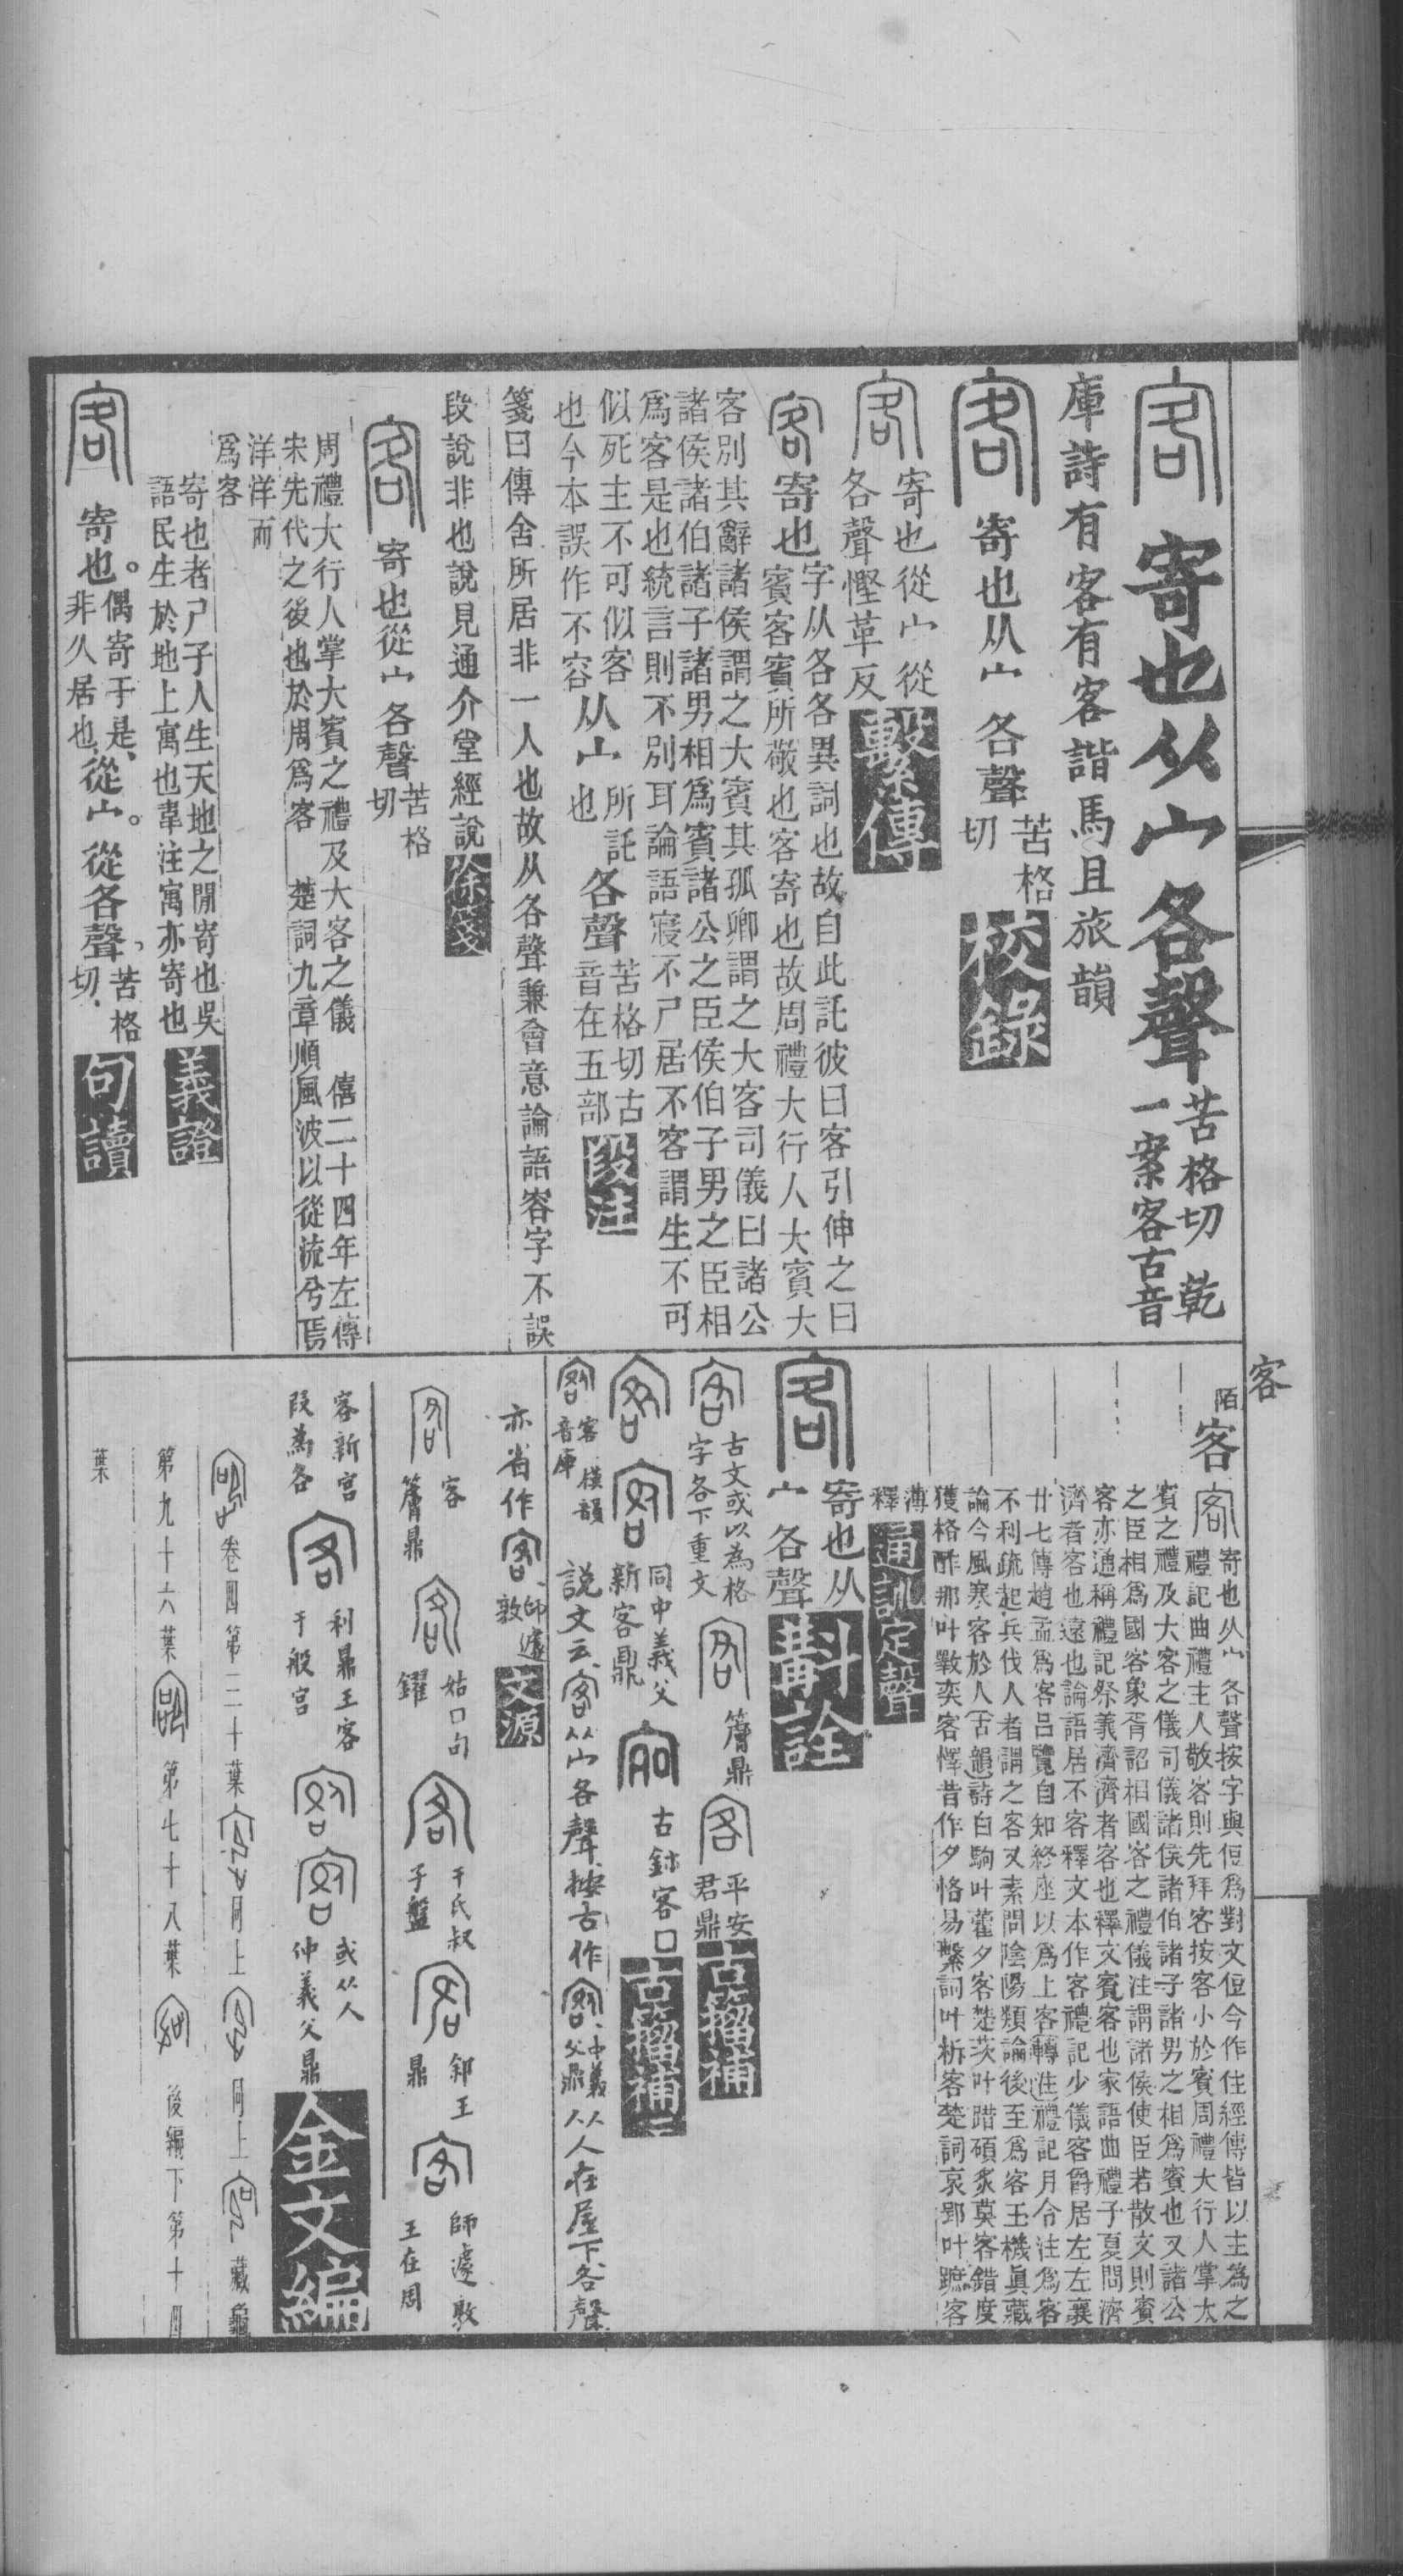 客
寄也从宀各聲苦格切 乾
一案客古音
庫詩有客有客諧馬且旅韻
寄也从宀各聲苦格
切
校錄
寄也從宀從
各聲慳革反
繫傳
寄也字从各各異詞也故自此託彼曰客引伸之曰
賓客賓所敬也客寄也故周禮大行人大賓大
客別其辭諸侯謂之大賓其孤卿謂之大客司儀曰諸公
諸侯諸伯諸子諸男相爲賓諸公之臣侯伯子男之臣相
爲客是也統言則不別耳論語寢不尸居不客謂生不可
似死主不可似客
也今本誤作不容
从宀所託
也
各聲苦格切古
音在五部
段注
箋曰傳舍所居非一人也故从各聲兼會意論語容字不誤
段說非也說見通介堂經說
徐箋
寄也從宀各聲苦格
切
周禮大行人掌大賓之禮及大客之儀 僖二十四年左傳
宋先代之後也於周爲客 楚詞九章順風波以從流兮焉
洋洋而
爲客
寄也者尸子人生天地之閒寄也吳
語民生於地上寓也韋注寓亦寄也
義證
寄也。偶寄于是、
非久居也、
從宀。從各聲、苦格
切、
句讀
陌
客
寄也从宀各聲按字與侸爲對文侸今作住經傳皆以主為之
禮記曲禮主人敬客則先拜客按客小於賓周禮大行人掌大
賓之禮及大客之儀司儀諸侯諸伯諸子諸男之相爲賓也又諸公
之臣相爲國客象胥詔相國客之禮儀注謂諸侯使臣若散文則賓
客亦通稱禮記祭義濟濟者客也釋文賓客也家語曲禮子夏問濟
濟者客也遠也論語居不客釋文本作客禮記少儀客爵居左左襄
廿七傳趙孟爲客呂覽自知終座以爲上客轉注禮記月令注爲客
不利疏起兵伐人者謂之客又素問陰陽類論後至爲客玉機眞藏
論今風寒客於人古韻詩白駒叶藿夕客楚茨叶踖碩炙莫客錯度
獲格酢那叶斁奕客懌昔作夕恪易繫詞叶柝客楚詞哀郢叶蹠客
薄
釋
通訓定聲
寄也从
宀各聲
斠詮
古文或以為格
字各下重文
簷鼎
平安
君鼎
古籀補
同中義父
新客鼎
古鉨客口
古籀補
客模韻
音庫
說文云、客从宀各聲、按古作
中義
父鼎
从人在屋下、各聲
亦省作
師遽
敦
文源
客
簷鼎
姑口句
鑃
干氏叔
子盤
邾王
鼎
師遽敦
王在周
客新宮
叚為各
利鼎王客
于般宮
或从人
仲義父鼎
金文編
卷四第二十葉
同上
同上
藏龜
第九十六葉
第七十八葉
後編下第十四
葉